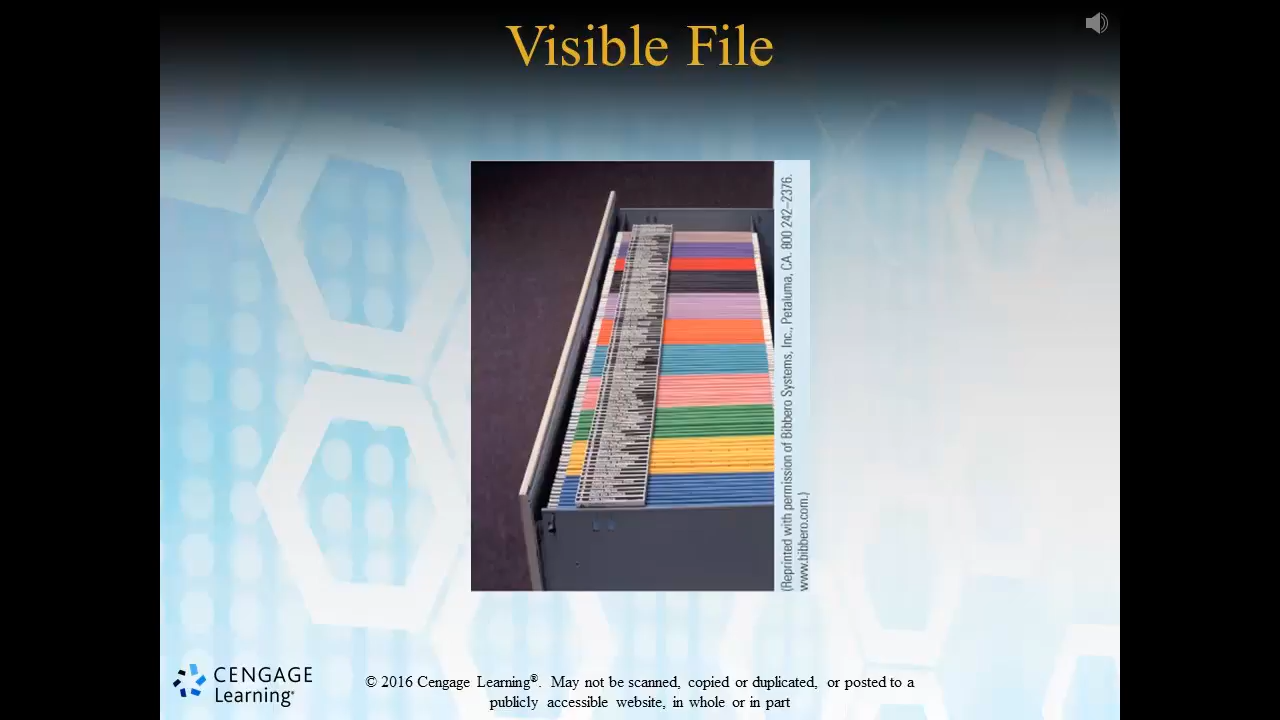 Visible File
(Reprinted with permission of Bibbero Systems, Inc., Petaluma, CA. 800 242–2376.
www.bibbero.com.)
CENGAGE
Learning®
© 2016 Cengage Learning®. May not be scanned, copied or duplicated, or posted to a
publicly accessible website, in whole or in part